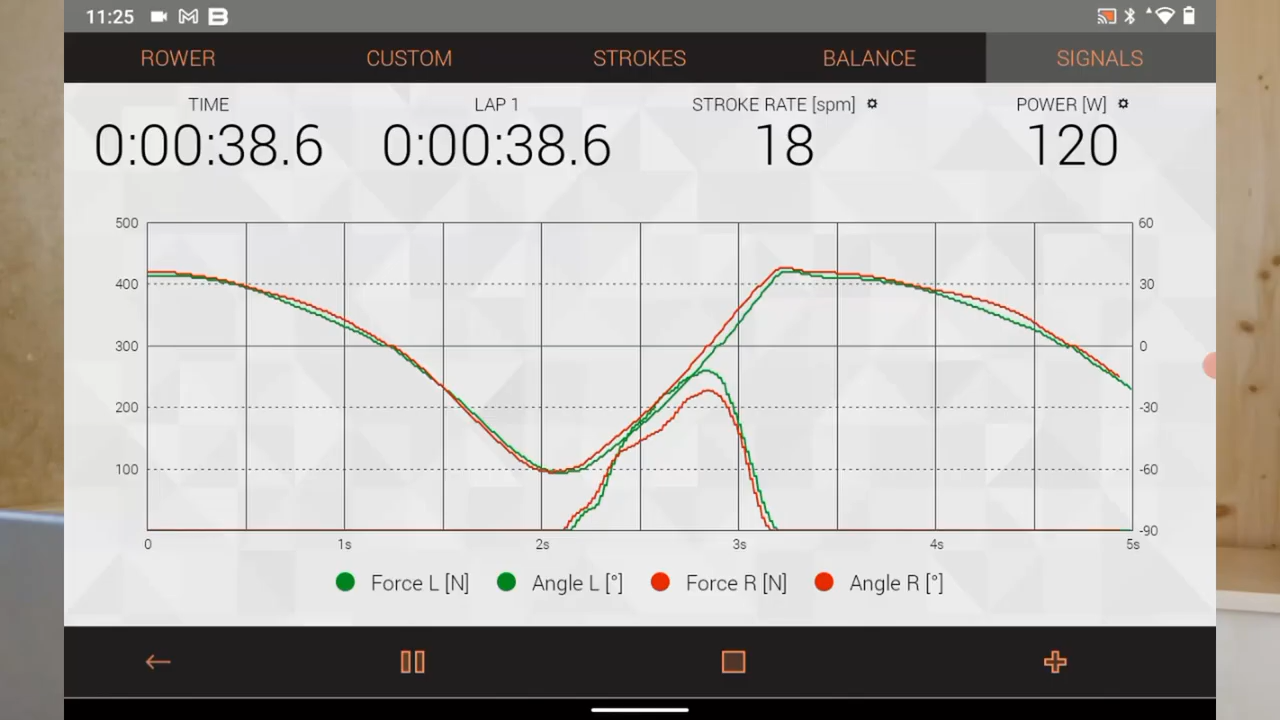 11:25
ROWER CUSTOM STROKES BALANCE SIGNALS
TIME LAP 1 STROKE RATE [spm] POWER [W]
0:00:38.6 0:00:38.6 18 120
500 60
400 30
300 0
200 -30
100 -60
-90
0 1s 2s 3s 4s 5s
Force L [N] Angle L [°] Force R [N] Angle R [°]